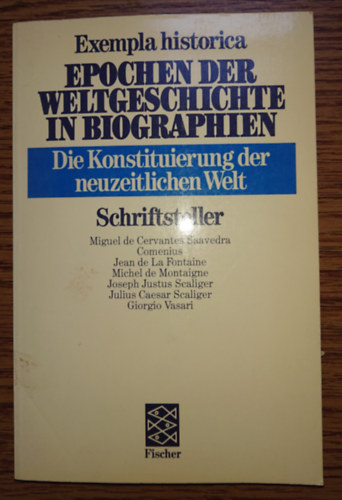 Exempla historica
EPOCHEN DER
WELTGESCHICHTE
IN BIOGRAPHIEN
Die Konstituierung der
neuzeitlichen Welt
Schriftsteller
Miguel de Cervantes Saavedra
Comenius
Jean de La Fontaine
Michel de Montaigne
Joseph Justus Scaliger
Julius Caesar Scaliger
Giorgio Vasari
Fischer